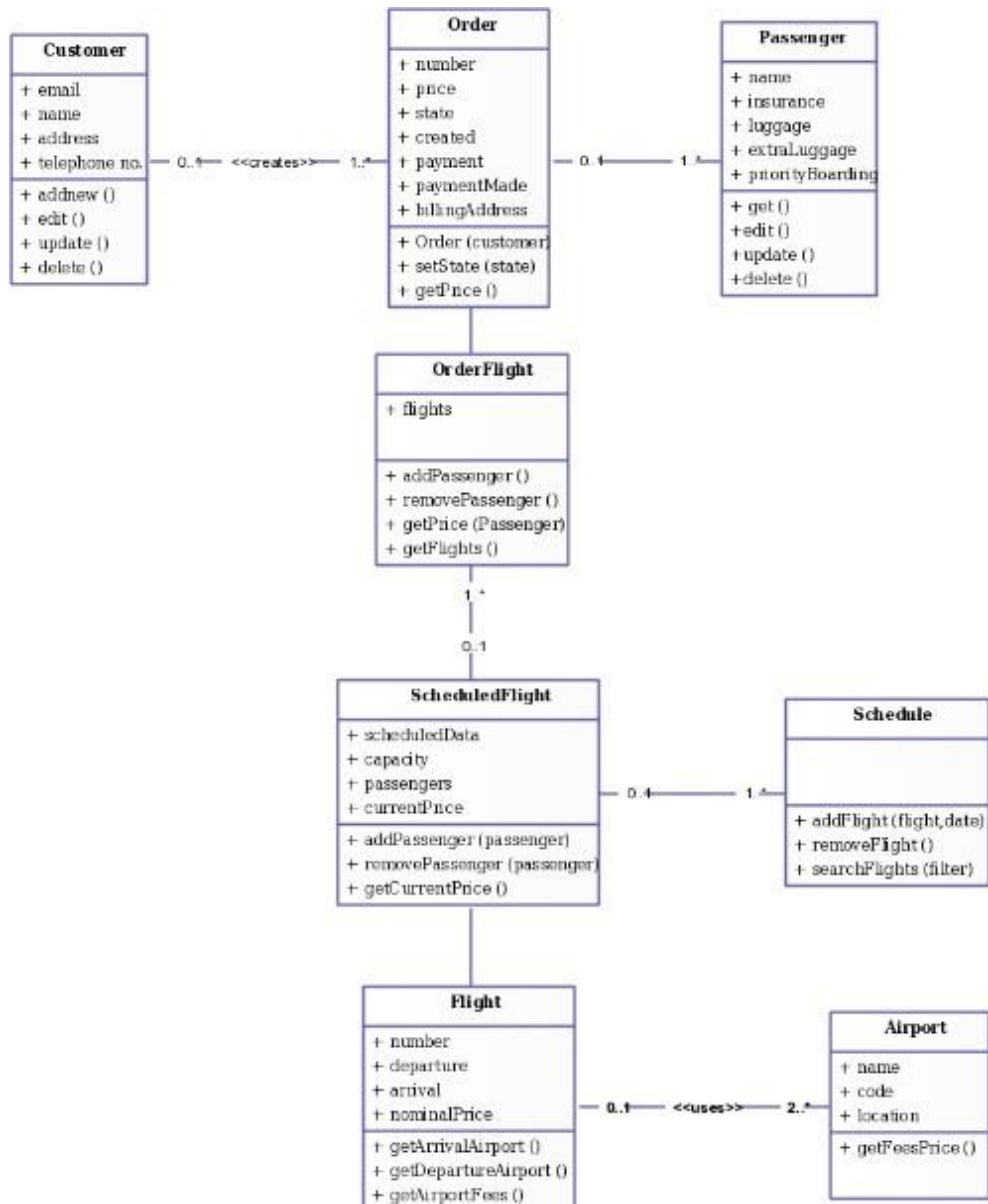 Customer
+ email
+ name
+ address
+ telephone no.
+ addnew ()
+ edit ()
+ update ()
+ delete ()
0..1 <<creates>> 1..*
Order
+ number
+ price
+ state
+ created
+ payment
+ paymentMade
+ billingAddress
+ Order (customer)
+ setState (state)
+ getPrice ()
0..1 1..*
Passenger
+ name
+ insurance
+ luggage
+ extraLuggage
+ priorityBoarding
+ get ()
+edit ()
+update ()
+delete ()
OrderFlight
+ flights
+ addPassenger ()
+ removePassenger ()
+ getPrice (Passenger)
+ getFlights ()
1..*
0..1
ScheduledFlight
+ scheduledData
+ capacity
+ passengers
+ currentPrice
+ addPassenger (passenger)
+ removePassenger (passenger)
+ getCurrentPrice ()
0..1 1..*
Schedule
+ addFlight (flight,date)
+ removeFlight ()
+ searchFlights (filter)
Flight
+ number
+ departure
+ arrival
+ nominalPrice
+ getArrivalAirport ()
+ getDepartureAirport ()
+ getAirportFees ()
0..1 <<uses>> 2..*
Airport
+ name
+ code
+ location
+ getFeesPrice ()